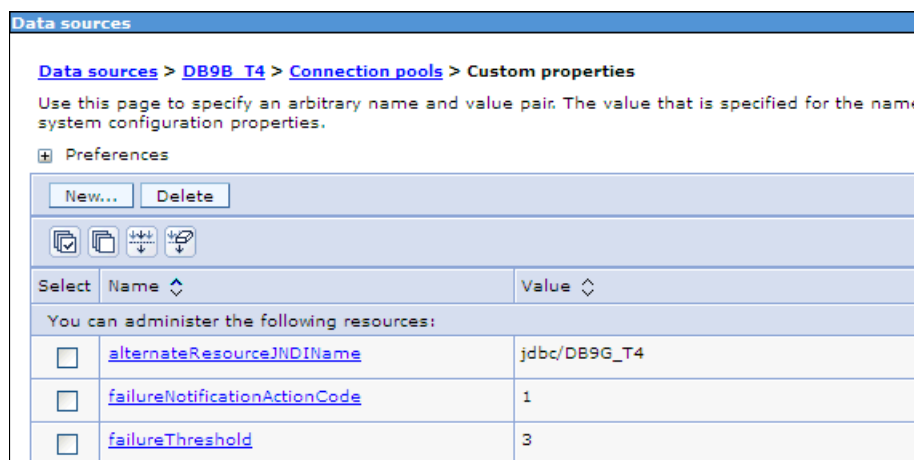 Data sources
Data sources > DB9B_T4 > Connection pools > Custom properties
Use this page to specify an arbitrary name and value pair. The value that is specified for the name
system configuration properties.
Preferences
New... Delete
Select Name Value
You can administer the following resources:
alternateResourceJNDIName jdbc/DB9G_T4
failureNotificationActionCode 1
failureThreshold 3